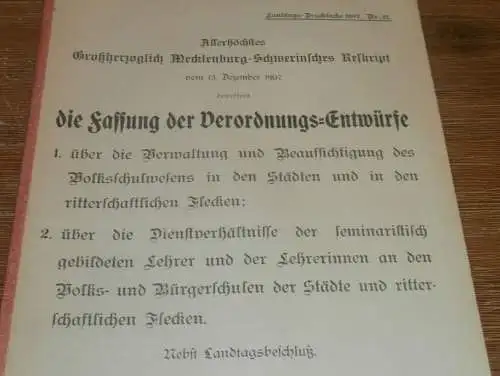 Landtags-Drucksache 1907. Nr.
Allerhöchstes
Großherzoglich Mecklenburg-Schwerinsches Reskript
vom 13. Dezember 1907
betreffend
die Fassung der Verordnungs=Entwürfe
1. über die Verwaltung und Beaufsichtigung des
Volksschulwesens in den Städten und in den
ritterschaftlichen Flecken;
2. über die Dienstverhältnisse der seminaristisch
gebildeten Lehrer und der Lehrerinnen an den
Volks- und Bürgerschulen der Städte und ritter-
schaftlichen Flecken.
Nebst Landtagsbeschluß.